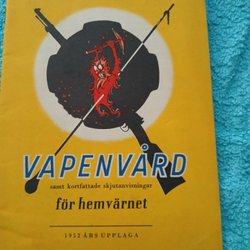 VAPENVÅRD
samt kortfattade skjutanvisningar
för hemvärnet
1952 ÅRS UPPLAGA